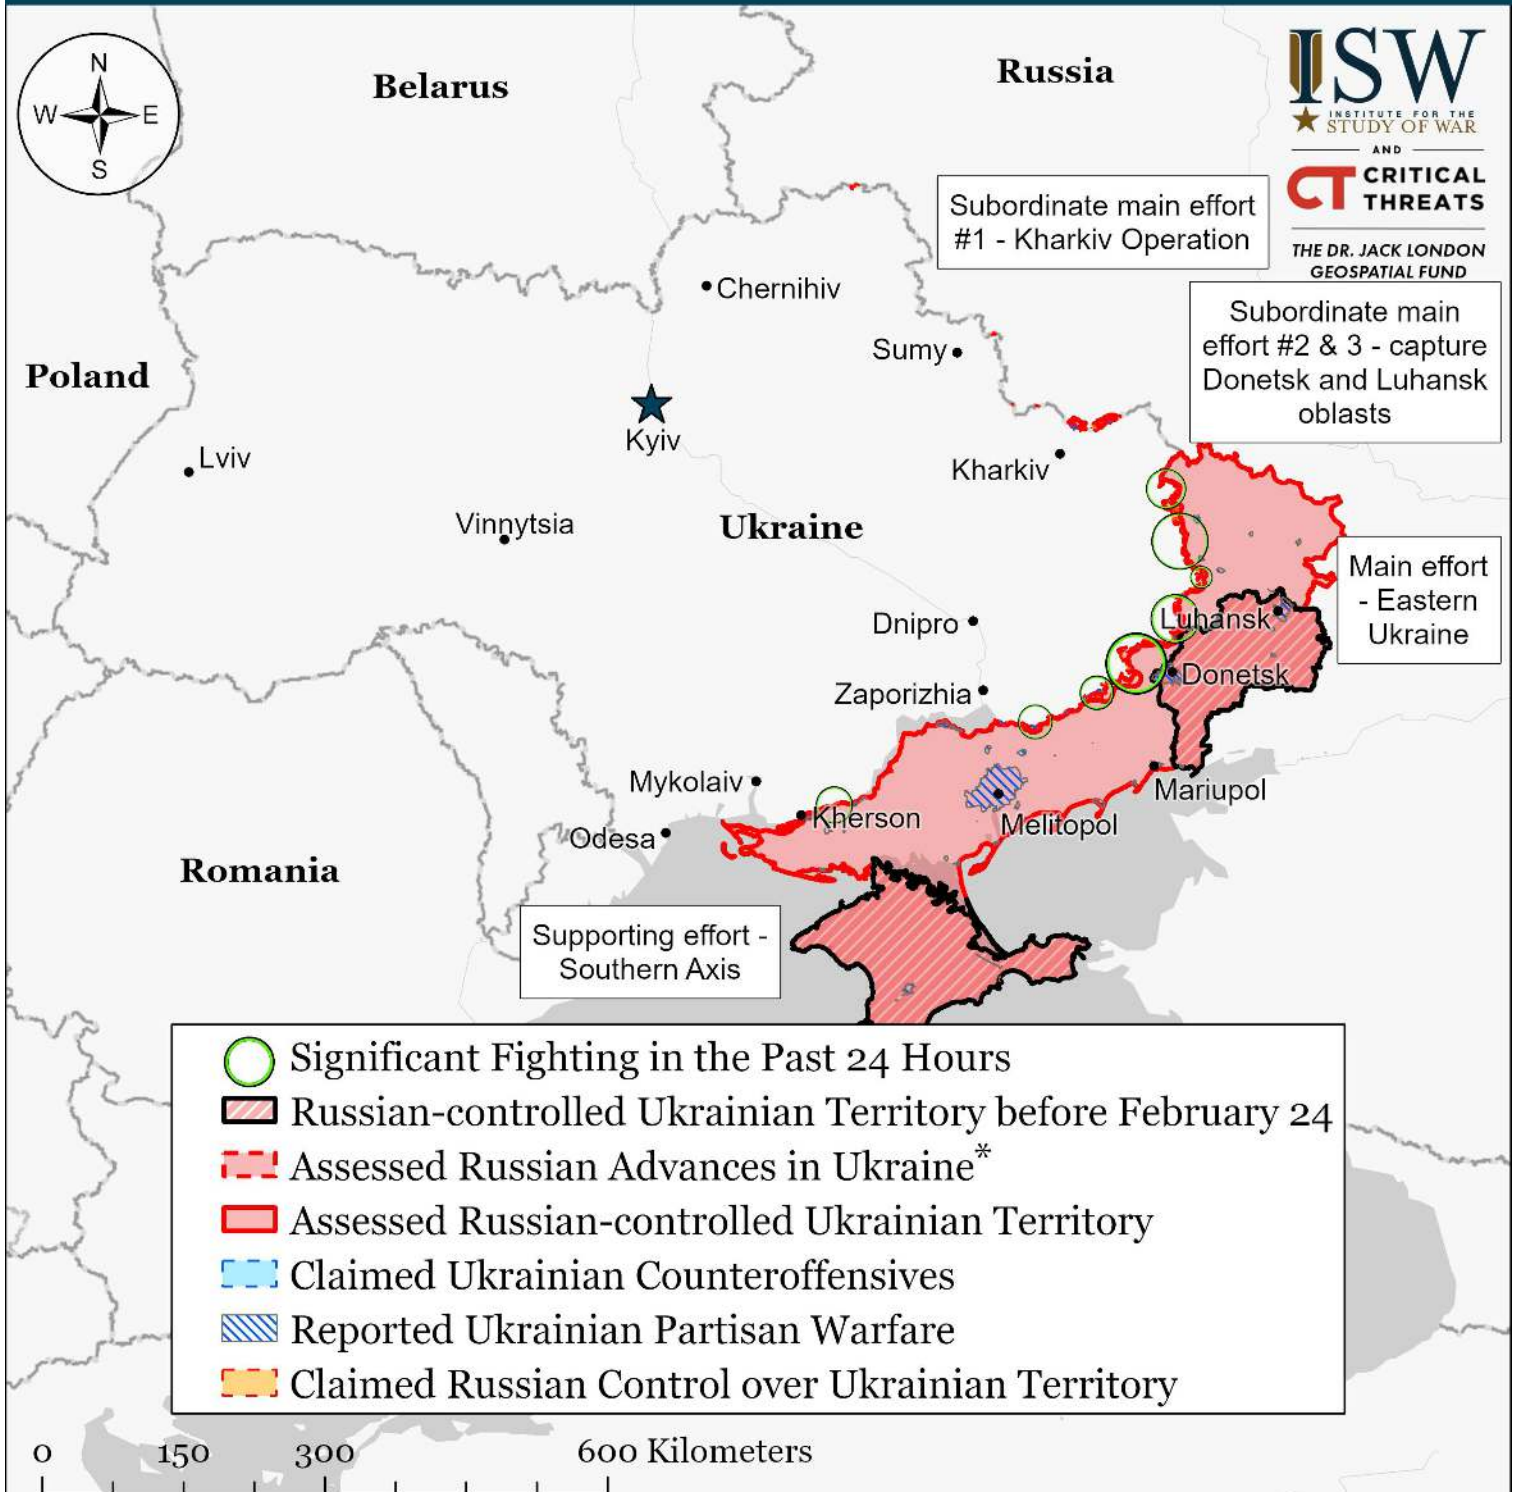 N
W
E
S
Belarus
Russia
ISW
INSTITUTE FOR THE
STUDY OF WAR
AND
CT CRITICAL
THREATS
THE DR. JACK LONDON
GEOSPATIAL FUND
Subordinate main effort
#1 - Kharkiv Operation
Subordinate main
effort #2 & 3 - capture
Donetsk and Luhansk
oblasts
Chernihiv
Sumy
Poland
Kyiv
Lviv
Kharkiv
Vinnytsia
Ukraine
Main effort
- Eastern
Ukraine
Dnipro
Luhansk
Donetsk
Zaporizhia
Mykolaiv
Mariupol
Kherson
Melitopol
Odesa
Romania
Supporting effort -
Southern Axis
Significant Fighting in the Past 24 Hours
Russian-controlled Ukrainian Territory before February 24
Assessed Russian Advances in Ukraine*
Assessed Russian-controlled Ukrainian Territory
Claimed Ukrainian Counteroffensives
Reported Ukrainian Partisan Warfare
Claimed Russian Control over Ukrainian Territory
0 150 300 600 Kilometers